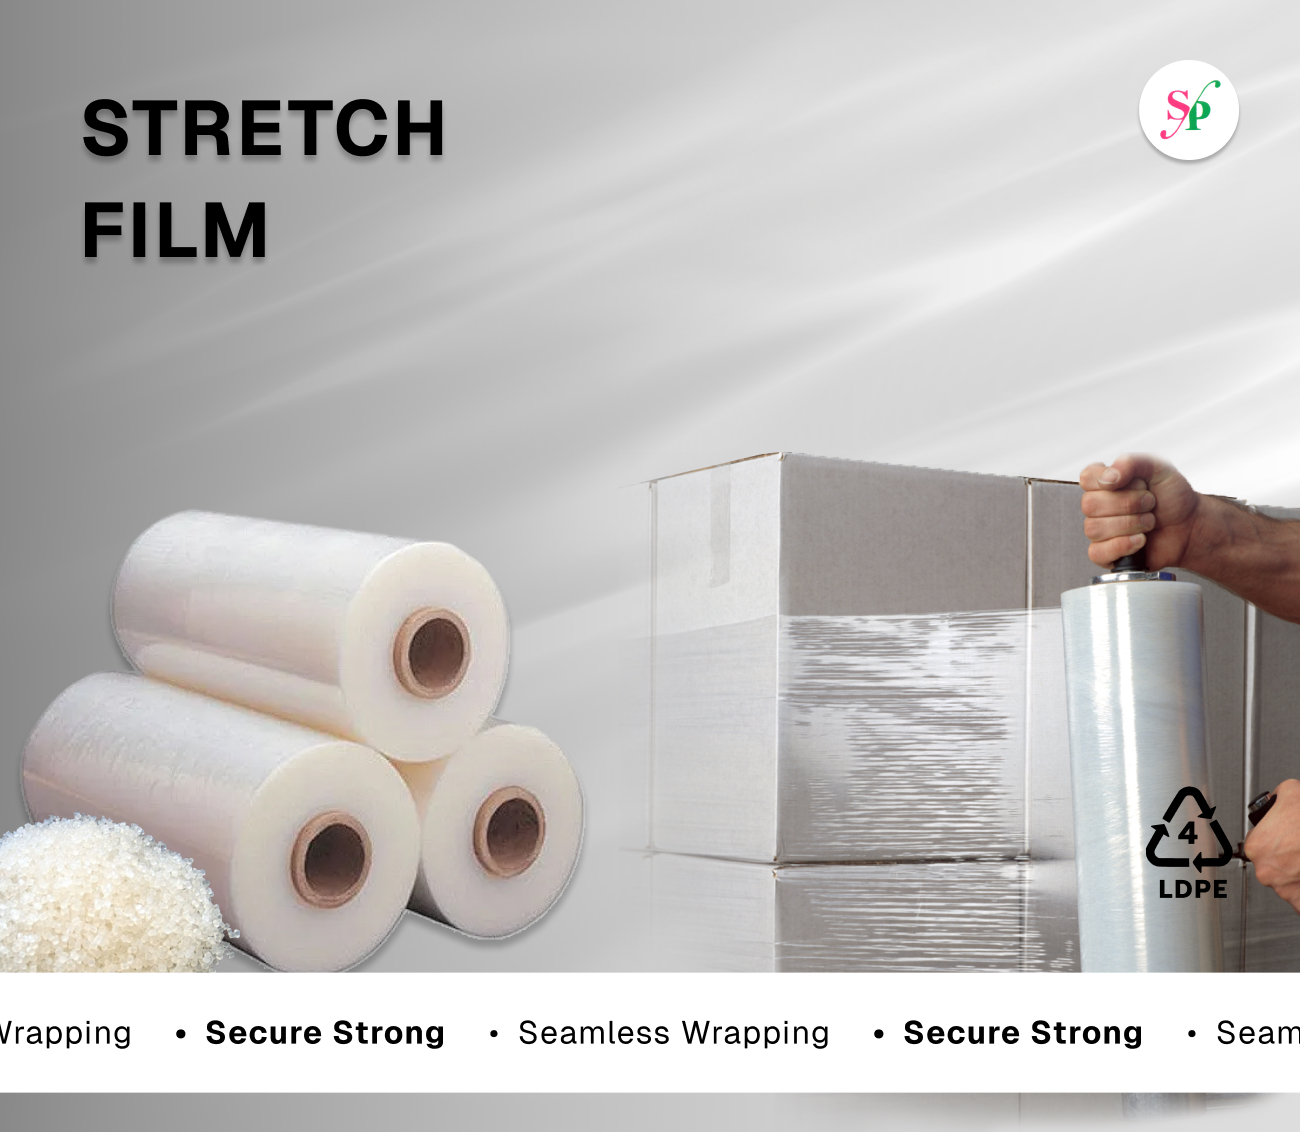 STRETCH
FILM
SP
4
LDPE
Wrapping • Secure Strong • Seamless Wrapping • Secure Strong • Seam